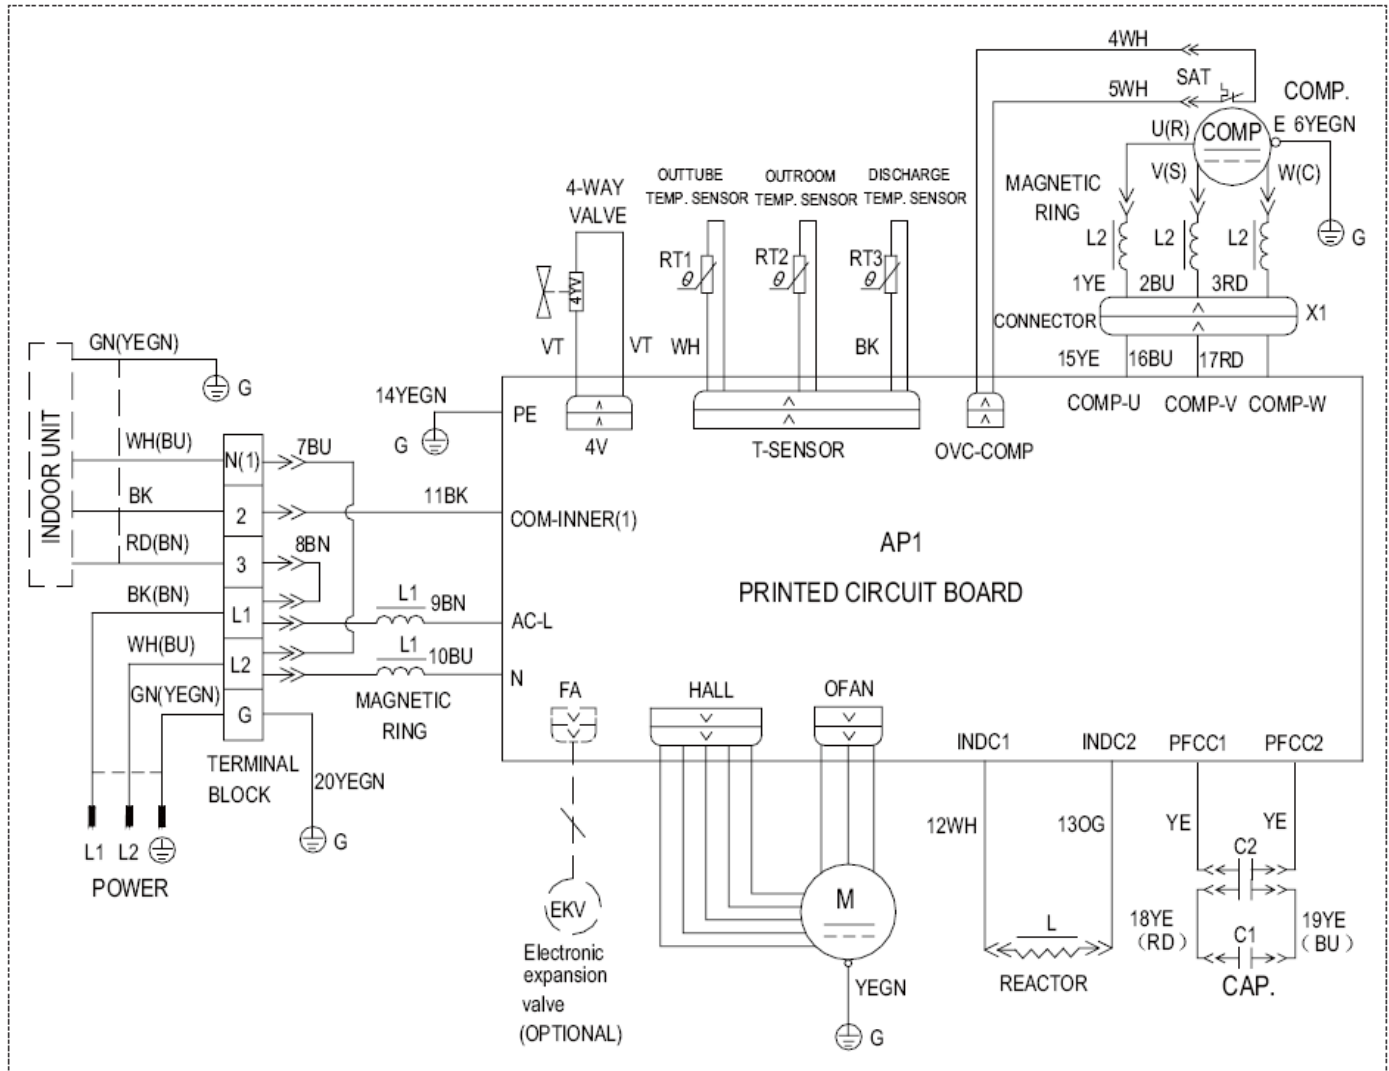 4WH
SAT
5WH
COMP.
U(R)
COMP
E 6YEGN
V(S)
W(C)
MAGNETIC
RING
G
L2
L2
L2
1YE
2BU
3RD
CONNECTOR
X1
15YE
16BU
17RD
4-WAY
VALVE
4YV
VT
VT
OUTTUBE
TEMP. SENSOR
OUTROOM
TEMP. SENSOR
DISCHARGE
TEMP. SENSOR
RT1
θ
RT2
θ
RT3
θ
WH
BK
GN(YEGN)
G
INDOOR UNIT
WH(BU)
BK
RD(BN)
BK(BN)
WH(BU)
GN(YEGN)
N(1)
2
3
L1
L2
G
7BU
8BN
11BK
L1
9BN
L1
10BU
MAGNETIC
RING
TERMINAL
BLOCK
20YEGN
G
L1
L2
POWER
14YEGN
G
PE
4V
T-SENSOR
OVC-COMP
COMP-U
COMP-V
COMP-W
COM-INNER(1)
AP1
PRINTED CIRCUIT BOARD
AC-L
N
FA
HALL
OFAN
INDC1
INDC2
PFCC1
PFCC2
EKV
Electronic
expansion
valve
(OPTIONAL)
M
YEGN
G
12WH
13OG
L
REACTOR
YE
YE
C2
18YE
(RD)
19YE
(BU)
C1
CAP.